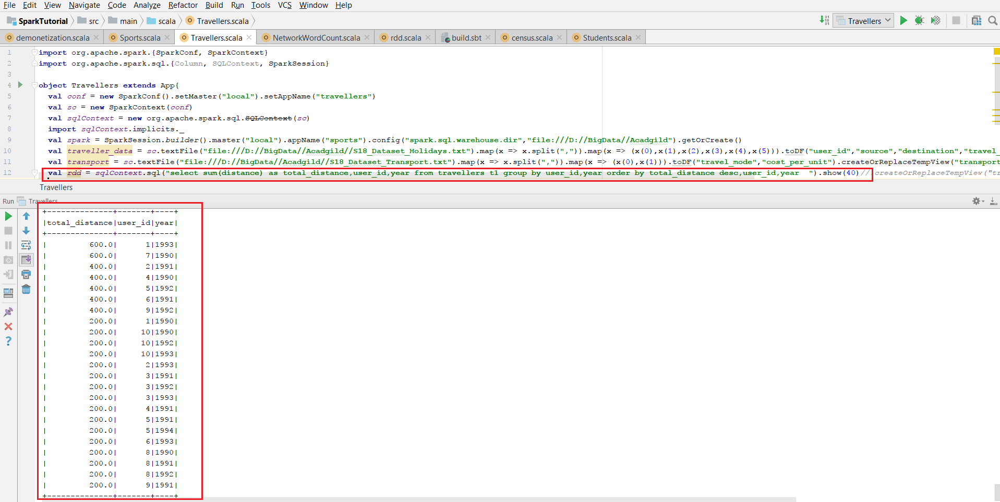 File Edit View Navigate Code Analyze Refactor Build Run Tools VCS Window Help
SparkTutorial src main scala Travellers.scala Travellers
demonetization.scala Sports.scala Travellers.scala NetworkWordCount.scala rdd.scala build.sbt census.scala Students.scala
1 import org.apache.spark.{SparkConf, SparkContext}
2 import org.apache.spark.sql.{Column, SQLContext, SparkSession}
3
4 object Travellers extends App{
5 val conf = new SparkConf().setMaster("local").setAppName("travellers")
6 val sc = new SparkContext(conf)
7 val sqlContext = new org.apache.spark.sql.SQLContext(sc)
8 import sqlContext.implicits._
9 val spark = SparkSession.builder().master("local").appName("sports").config("spark.sql.warehouse.dir","file:///D://BigData//Acadgild").getOrCreate()
10 val traveller_data = sc.textFile("file:///D://BigData//Acadgild//S18_Dataset_Holidays.txt").map(x => x.split(",")).map(x => (x(0),x(1),x(2),x(3),x(4),x(5))).toDF("user_id","source","destination","travel_
11 val transport = sc.textFile("file:///D://BigData//Acadgild//S18_Dataset_Transport.txt").map(x => x.split(",")).map(x => (x(0),x(1))).toDF("travel_mode","cost_per_unit").createOrReplaceTempView("transport
12 val rdd = sqlContext.sql("select sum(distance) as total_distance,user_id,year from travellers t1 group by user_id,year order by total_distance desc,user_id,year  ").show(40)//.createOrReplaceTempView("tr
Travellers
Run Travellers
+--------------+-------+----+
|total_distance|user_id|year|
+--------------+-------+----+
|         600.0|      1|1993|
|         600.0|      7|1990|
|         400.0|      2|1991|
|         400.0|      4|1990|
|         400.0|      5|1992|
|         400.0|      6|1991|
|         400.0|      9|1992|
|         200.0|      1|1990|
|         200.0|     10|1990|
|         200.0|     10|1992|
|         200.0|     10|1993|
|         200.0|      2|1993|
|         200.0|      3|1991|
|         200.0|      3|1992|
|         200.0|      3|1993|
|         200.0|      4|1991|
|         200.0|      5|1991|
|         200.0|      5|1994|
|         200.0|      6|1993|
|         200.0|      8|1990|
|         200.0|      8|1991|
|         200.0|      8|1992|
|         200.0|      9|1991|
+--------------+-------+----+